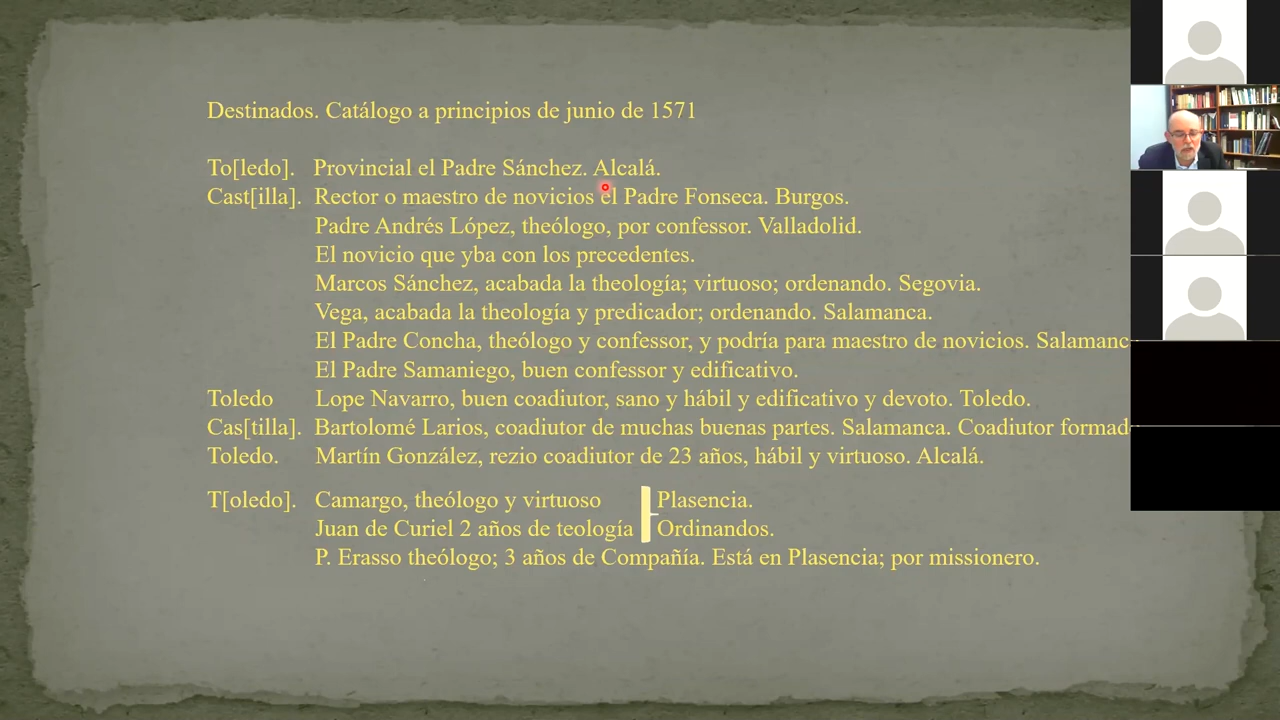 Destinados. Catálogo a principios de junio de 1571
To[ledo]. Provincial el Padre Sánchez. Alcalá.
Cast[illa]. Rector o maestro de novicios el Padre Fonseca. Burgos.
Padre Andrés López, theólogo, por confessor. Valladolid.
El novicio que yba con los precedentes.
Marcos Sánchez, acabada la theología; virtuoso; ordenando. Segovia.
Vega, acabada la theología y predicador; ordenando. Salamanca.
El Padre Concha, theólogo y confessor, y podría para maestro de novicios. Salamanc
El Padre Samaniego, buen confessor y edificativo.
Toledo Lope Navarro, buen coadiutor, sano y hábil y edificativo y devoto. Toledo.
Cas[tilla]. Bartolomé Larios, coadiutor de muchas buenas partes. Salamanca. Coadiutor formad
Toledo. Martín González, rezio coadiutor de 23 años, hábil y virtuoso. Alcalá.
T[oledo]. Camargo, theólogo y virtuoso Plasencia.
Juan de Curiel 2 años de teología Ordinandos.
P. Erasso theólogo; 3 años de Compañía. Está en Plasencia; por missionero.